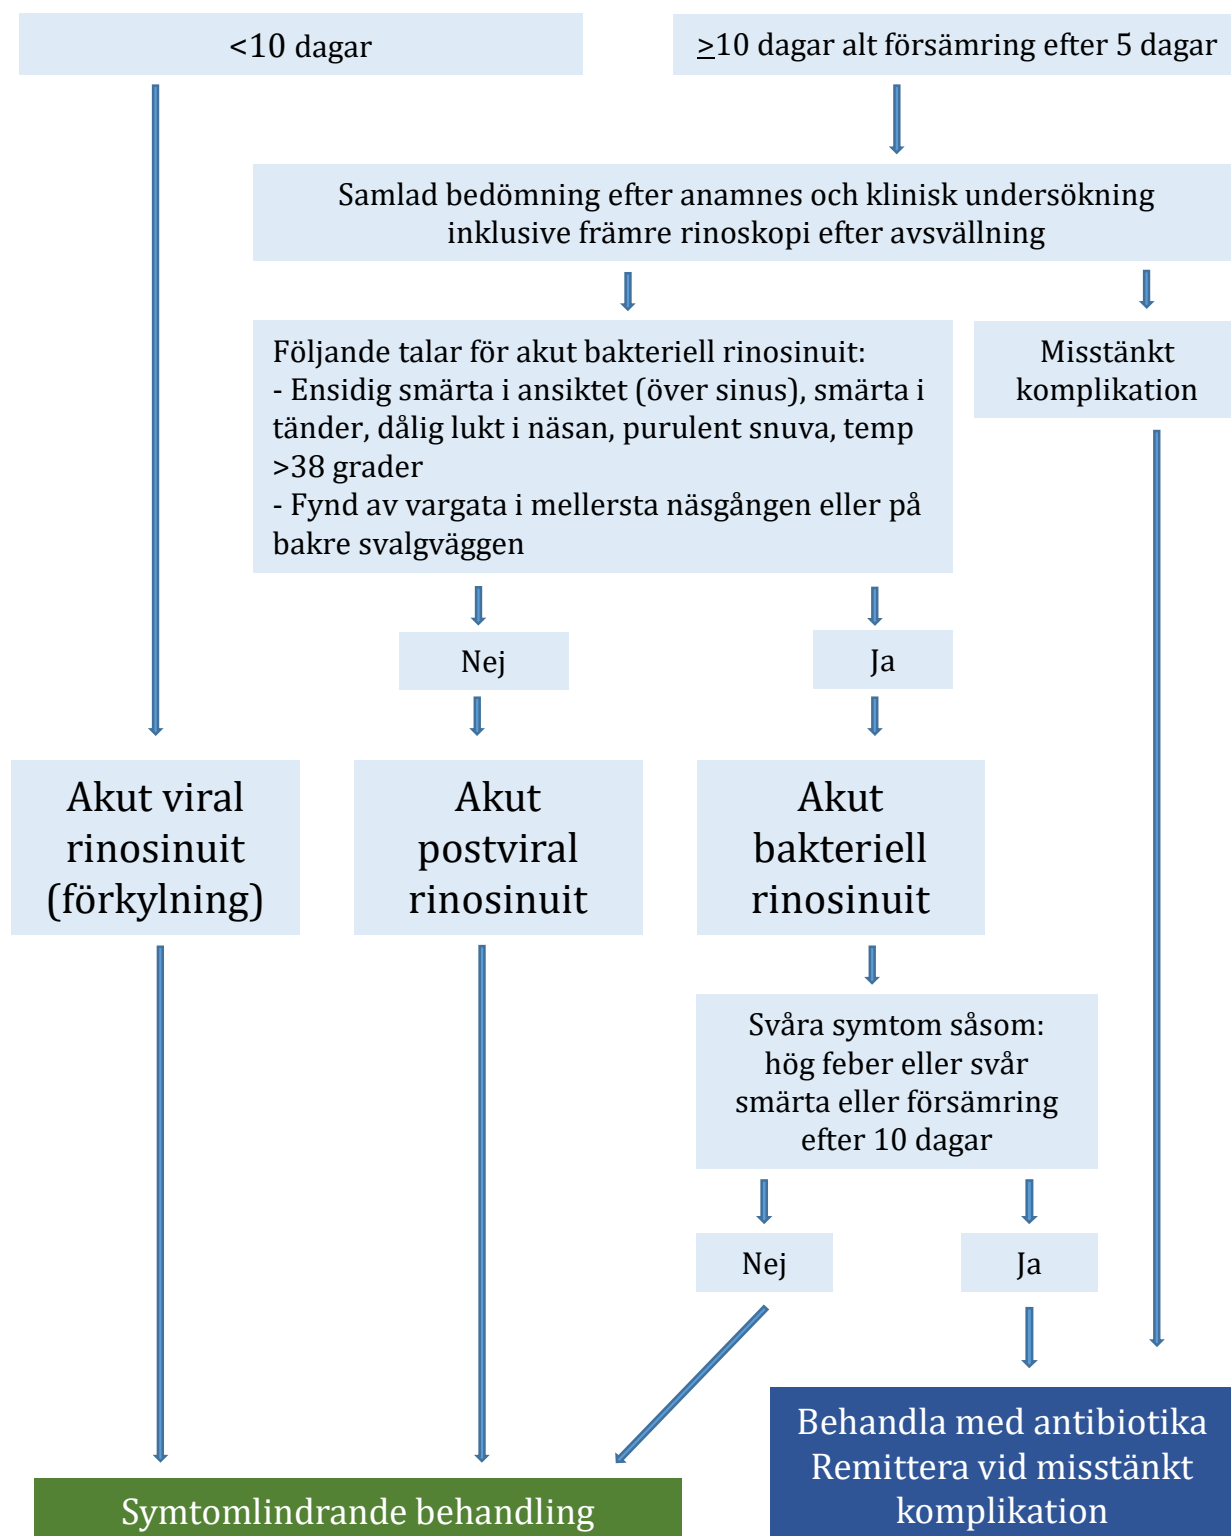 <10 dagar
≥10 dagar alt försämring efter 5 dagar
Samlad bedömning efter anamnes och klinisk undersökning
inklusive främre rinoskopi efter avsvällning
Följande talar för akut bakteriell rinosinuit:
- Ensidig smärta i ansiktet (över sinus), smärta i
tänder, dålig lukt i näsan, purulent snuva, temp
>38 grader
- Fynd av vargata i mellersta näsgången eller på
bakre svalgväggen
Misstänkt
komplikation
Nej
Ja
Akut viral
rinosinuit
(förkylning)
Akut
postviral
rinosinuit
Akut
bakteriell
rinosinuit
Svåra symtom såsom:
hög feber eller svår
smärta eller försämring
efter 10 dagar
Nej
Ja
Symtomlindrande behandling
Behandla med antibiotika
Remittera vid misstänkt
komplikation